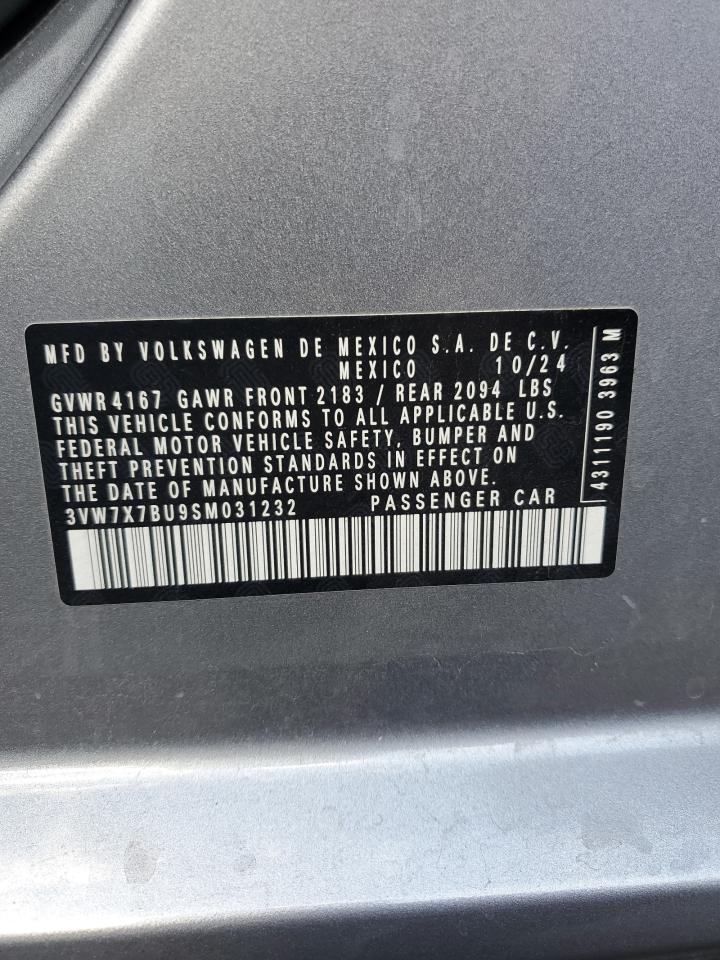 MFD BY VOLKSWAGEN DE MEXICO S.A. DE C.V.
MEXICO 10/24
GVWR 4167 GAWR FRONT 2183 / REAR 2094 LBS
THIS VEHICLE CONFORMS TO ALL APPLICABLE U.S.
FEDERAL MOTOR VEHICLE SAFETY, BUMPER AND
THEFT PREVENTION STANDARDS IN EFFECT ON
THE DATE OF MANUFACTURE SHOWN ABOVE.
3VW7X7BU9SM031232 PASSENGER CAR
4311190 3963 M